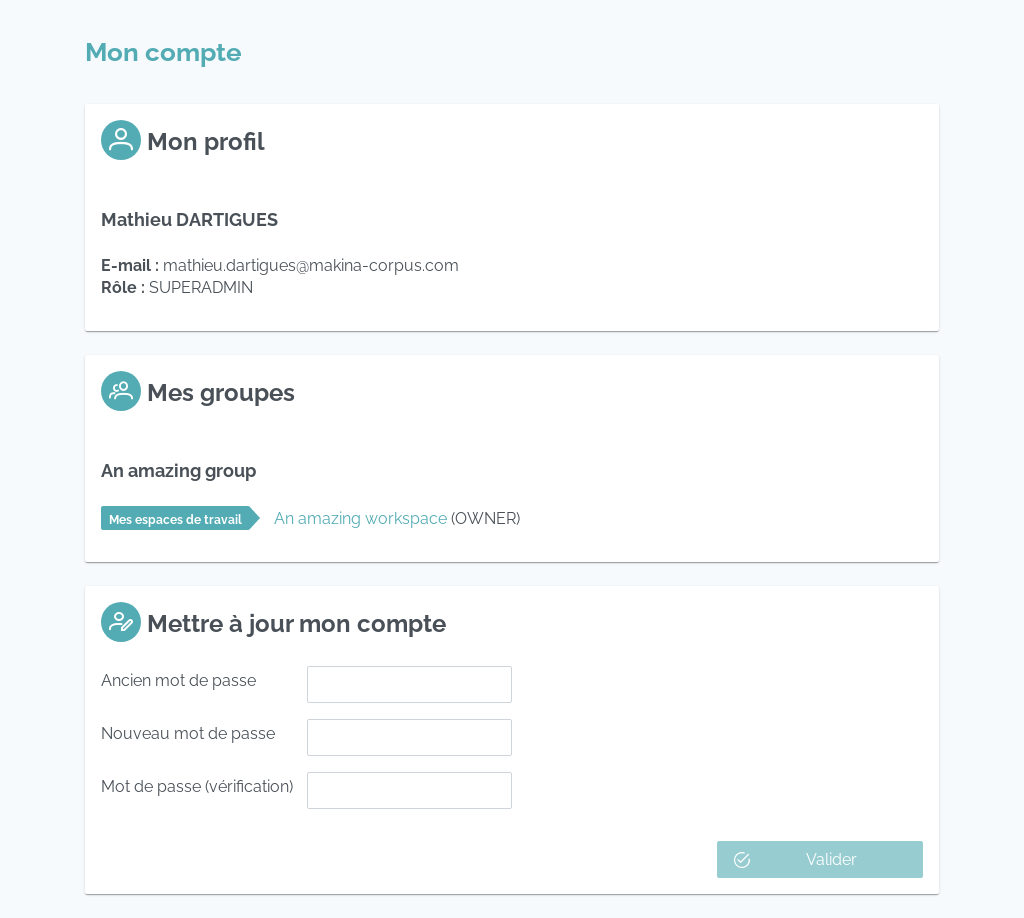 Mon compte
Mon profil
Mathieu DARTIGUES
E-mail : mathieu.dartigues@makina-corpus.com
Rôle : SUPERADMIN
Mes groupes
An amazing group
Mes espaces de travail An amazing workspace (OWNER)
Mettre à jour mon compte
Ancien mot de passe
Nouveau mot de passe
Mot de passe (vérification)
Valider